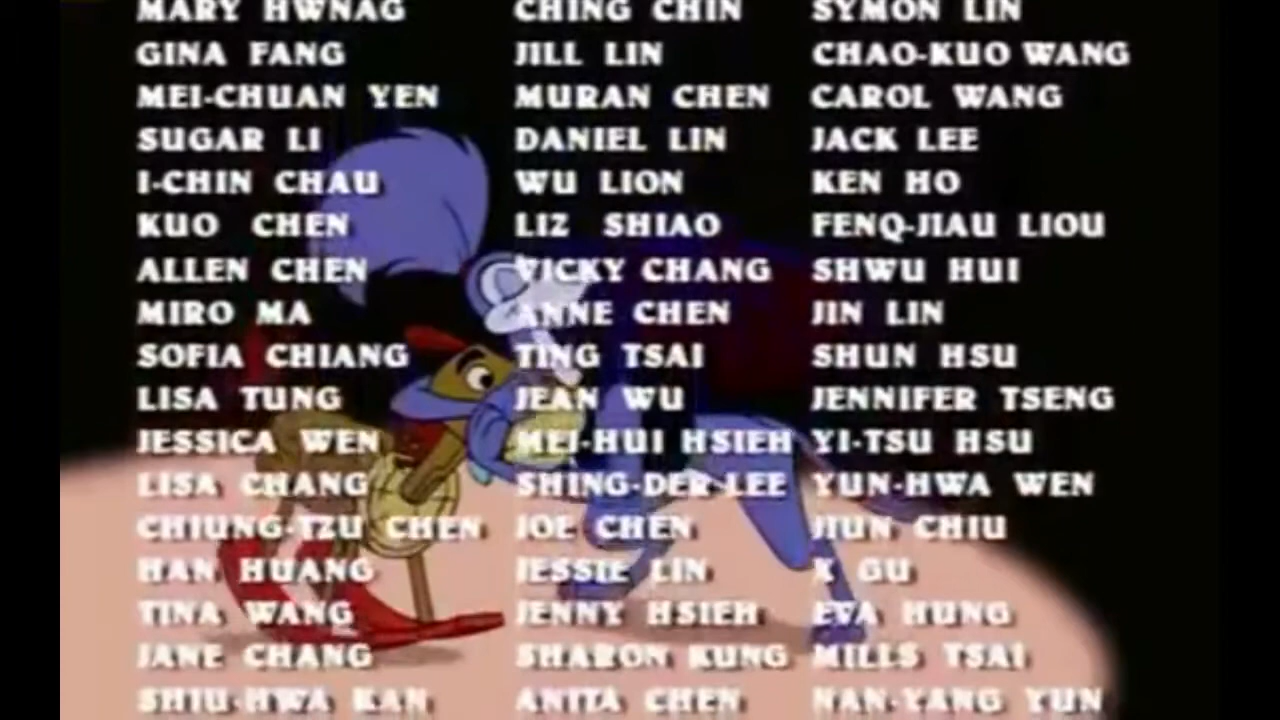 MARY HWNAG CHING CHIN SYMON LIN
GINA FANG JILL LIN CHAO-KUO WANG
MEI-CHUAN YEN MURAN CHEN CAROL WANG
SUGAR LI DANIEL LIN JACK LEE
I-CHIN CHAU WU LION KEN HO
KUO CHEN LIZ SHIAO FENQ-JIAU LIOU
ALLEN CHEN VICKY CHANG SHWU HUI
MIRO MA ANNE CHEN JIN LIN
SOFIA CHIANG TING TSAI SHUN HSU
LISA TUNG JEAN WU JENNIFER TSENG
JESSICA WEN MEI-HUI HSIEH YI-TSU HSU
LISA CHANG SHING-DER LEE YUN-HWA WEN
CHIUNG-TZU CHEN JOE CHEN JIUN CHIU
HAN HUANG JESSIE LIN X GU
TINA WANG JENNY HSIEH EVA HUNG
JANE CHANG SHARON KUNG MILLS TSAI
SHIU-HWA KAN ANITA CHEN NAN-YANG YUN